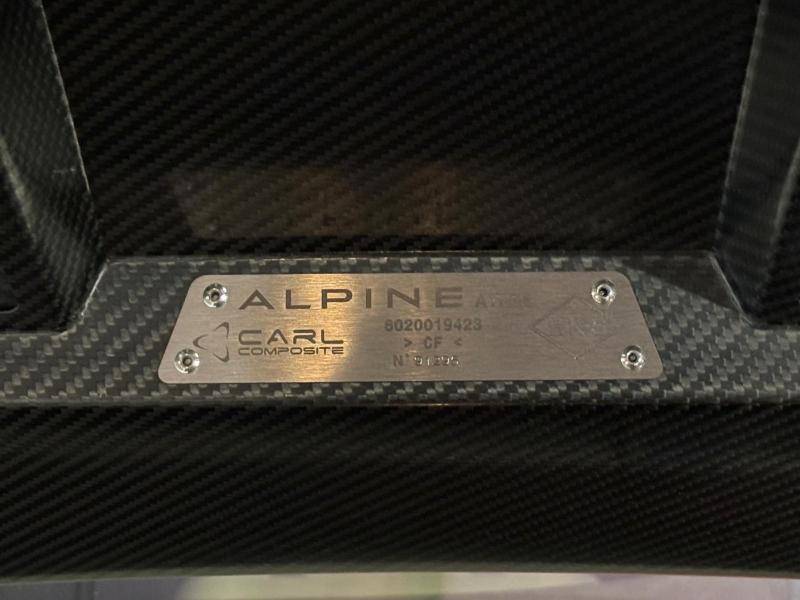 ALPINE
CARL
COMPOSITE
8020019423
> CF <